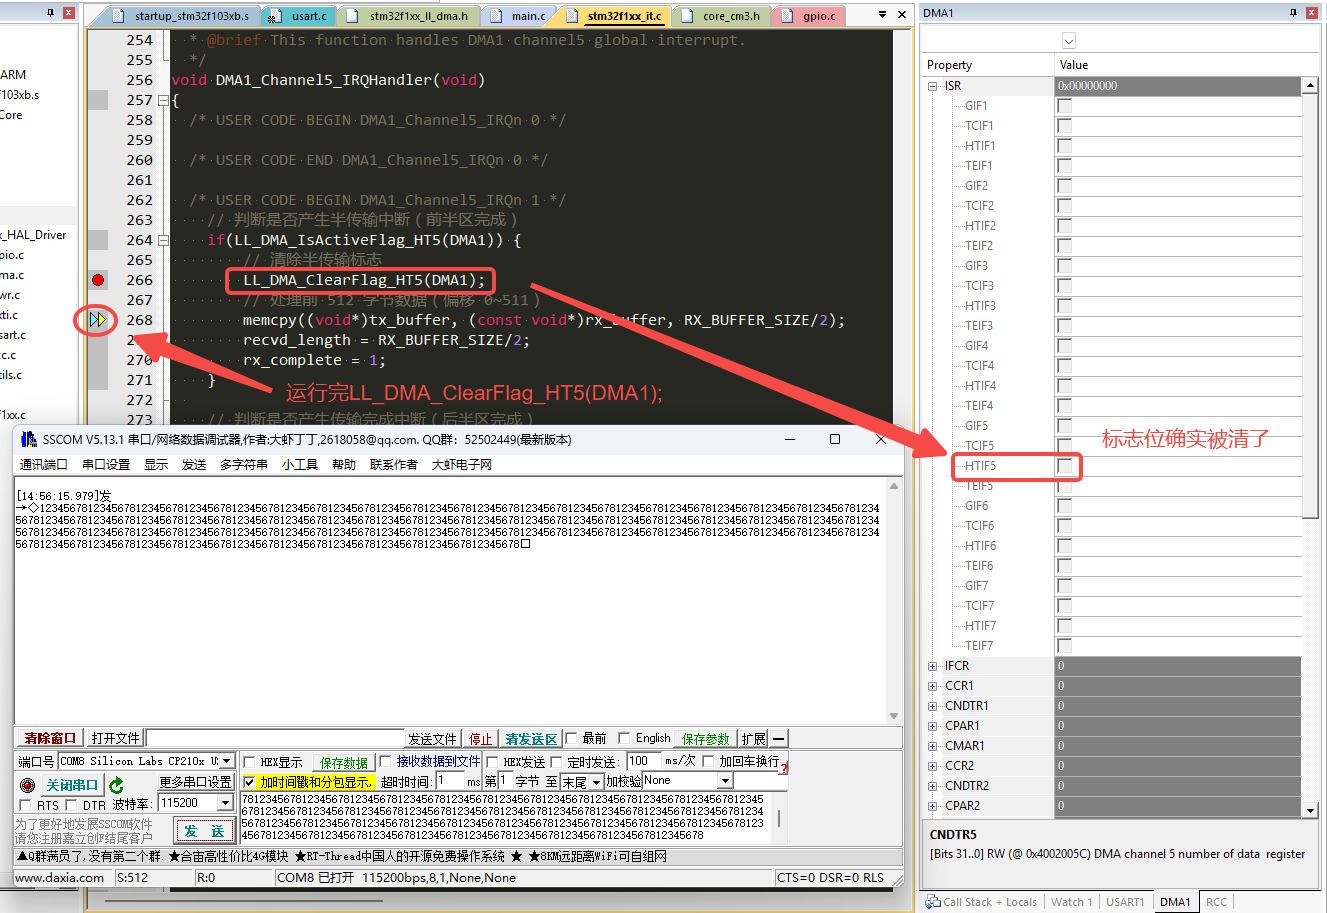 startup_stm32f103xb.s
usart.c
stm32f1xx_ll_dma.h
main.c
stm32f1xx_it.c
core_cm3.h
gpio.c
ARM
f103xb.s
Core
x_HAL_Driver
pio.c
ma.c
wr.c
xti.c
sart.c
cc.c
tils.c
f1xx.c
254 * @brief This function handles DMA1 channel5 global interrupt.
255 */
256 void DMA1_Channel5_IRQHandler(void)
257 {
258 /* USER CODE BEGIN DMA1_Channel5_IRQn 0 */
259
260 /* USER CODE END DMA1_Channel5_IRQn 0 */
261
262 /* USER CODE BEGIN DMA1_Channel5_IRQn 1 */
263 // 判断是否产生半传输中断（前半区完成）
264 if(LL_DMA_IsActiveFlag_HT5(DMA1)) {
265 // 清除半传输标志
266 LL_DMA_ClearFlag_HT5(DMA1);
267 // 处理前 512 字节数据（偏移 0~511）
268 memcpy((void*)tx_buffer, (const void*)rx_buffer, RX_BUFFER_SIZE/2);
recvd_length = RX_BUFFER_SIZE/2;
270 rx_complete = 1;
271 }
272
273 // 判断是否产生传输完成中断（后半区完成）
运行完LL_DMA_ClearFlag_HT5(DMA1);
标志位确实被清了
SSCOM V5.13.1 串口/网络数据调试器,作者:大虾丁丁,2618058@qq.com. QQ群：52502449(最新版本)
通讯端口 串口设置 显示 发送 多字符串 小工具 帮助 联系作者 大虾电子网
[14:56:15.979]发
清除窗口 打开文件 发送文件 停止 清发送区 最前 English 保存参数 扩展 —
端口号 COM8 Silicon Labs CP210x U HEX显示 保存数据 接收数据到文件 HEX发送 定时发送: 100 ms/次 加回车换行
关闭串口 更多串口设置 加时间戳和分包显示, 超时时间: 1 ms 第 1 字节 至 末尾 加校验 None
RTS DTR 波特率: 115200
为了更好地发展SSCOM软件
请您注册嘉立创F结尾客户
发 送
▲Q群满员了,没有第二个群. ★合宙高性价比4G模块 ★RT-Thread中国人的开源免费操作系统 ★ ★8KM远距离WiFi可自组网
www.daxia.com S:512 R:0 COM8 已打开 115200bps,8,1,None,None CTS=0 DSR=0 RLS
DMA1
Property Value
ISR 0x00000000
GIF1
TCIF1
HTIF1
TEIF1
GIF2
TCIF2
HTIF2
TEIF2
GIF3
TCIF3
HTIF3
TEIF3
GIF4
TCIF4
HTIF4
TEIF4
GIF5
TCIF5
HTIF5
TEIF5
GIF6
TCIF6
HTIF6
TEIF6
GIF7
TCIF7
HTIF7
TEIF7
IFCR 0
CCR1 0
CNDTR1 0
CPAR1 0
CMAR1 0
CCR2 0
CNDTR2 0
CPAR2 0
CNDTR5
[Bits 31..0] RW (@ 0x4002005C) DMA channel 5 number of data register
Call Stack + Locals Watch 1 USART1 DMA1 RCC